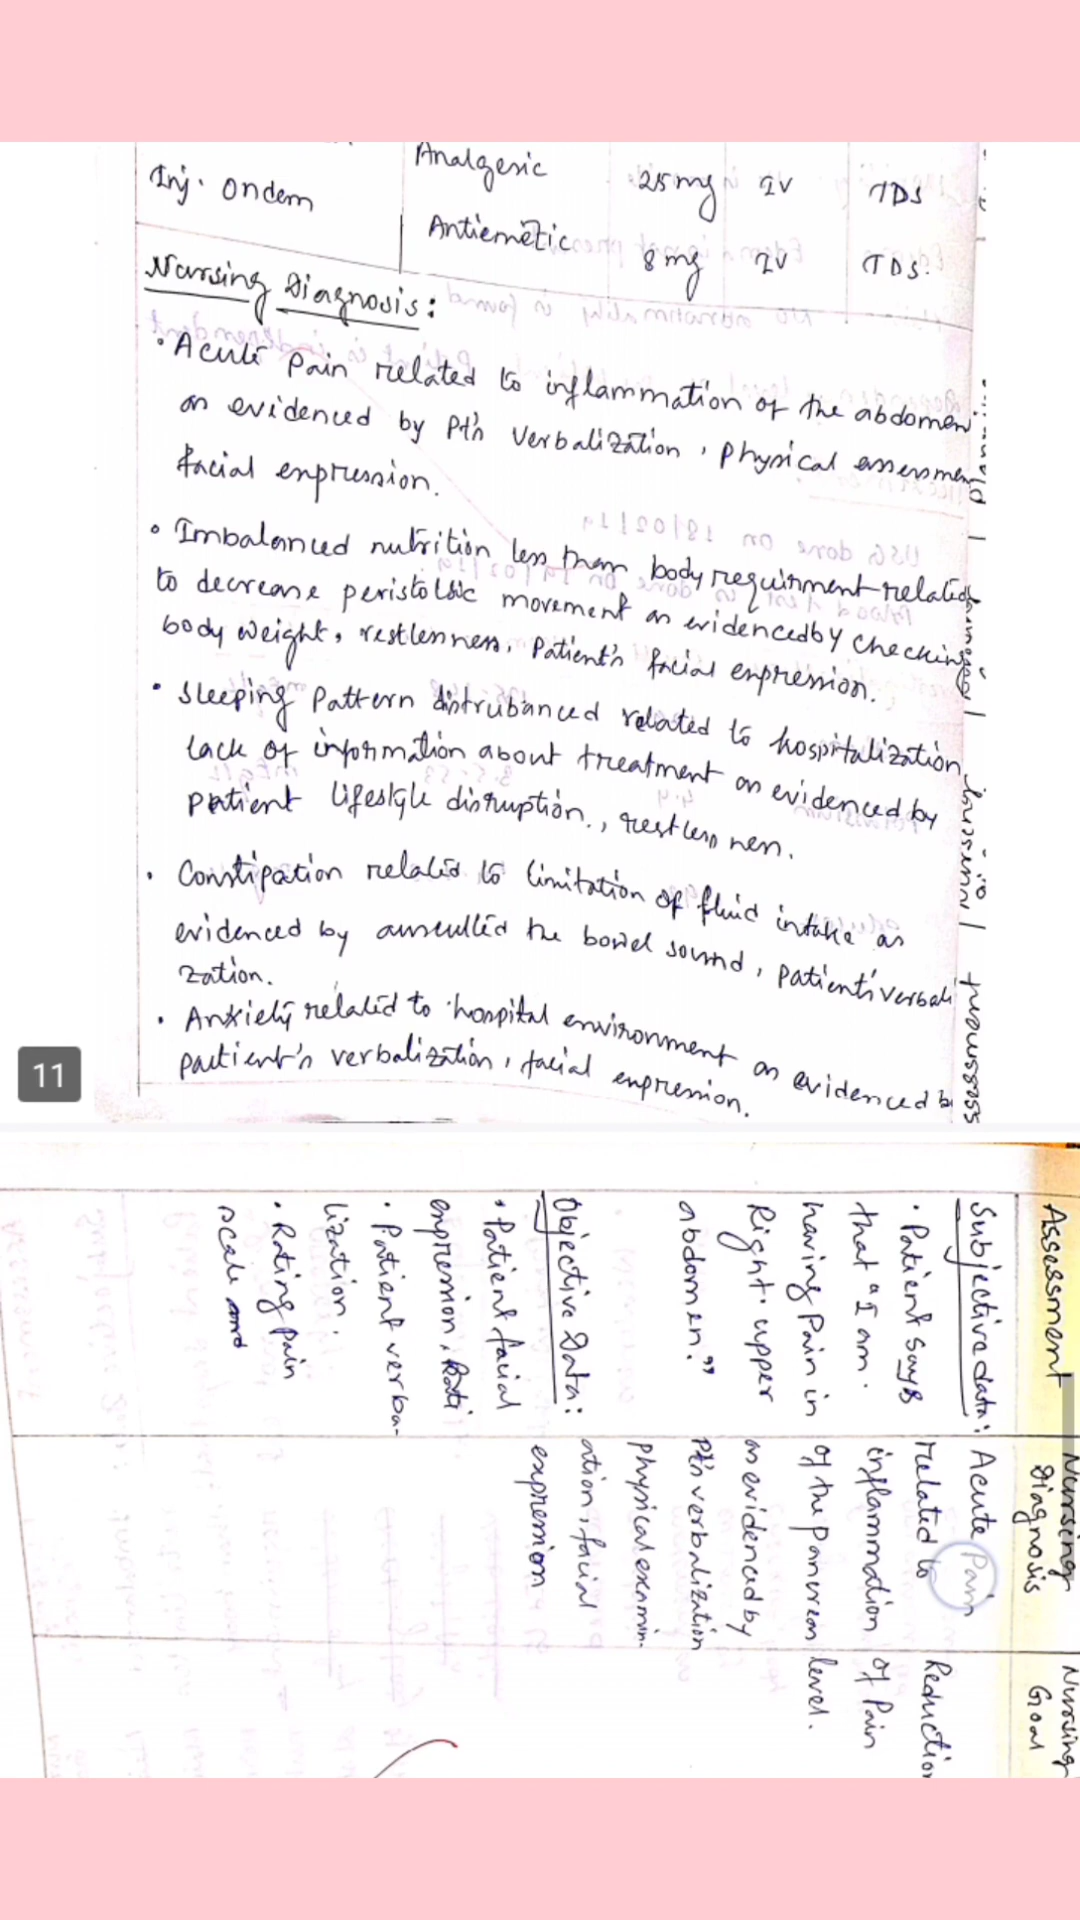 Analgesic 25mg IV TDS
Inj. Ondem Antiemetic 8mg IV TDS.
Nursing Diagnosis:
• Acute Pain related to inflammation of the abdomen
as evidenced by Pt's Verbalization, Physical assessmen
facial expression.
• Imbalanced nutrition less than body requirment relatid
to decrease peristolsic movement as evidenced by checking
body weight, restlenness, Patient's facial expression.
• Sleeping Pattern distrubanced related to hospitalization,
lack of information about treatment as evidenced by
patient lifestyle disruption., restlessness.
• Constipation related to limitation of fluid intake as
evidenced by the bowel sound, patient's verbali
zation.
• Anxiety related to hospital environment as evidenced b
patient's verbalization, facial expression.
11
Assessment
Subjective data:
• Patient says
that "I am.
having Pain in
Right upper
abdomen."
Objective Data:
• Patient facial
expression,
• Patient verba-
lization.
• Rating Pain
scale and
Nursing
Diagnosis
Acute Pain
related to
inflammation
of the Pancreas
as evidenced by
Pt's verbalization
physical examin-
ation, facial
expression
Nursing
Goal
Reduction
of Pain
level.